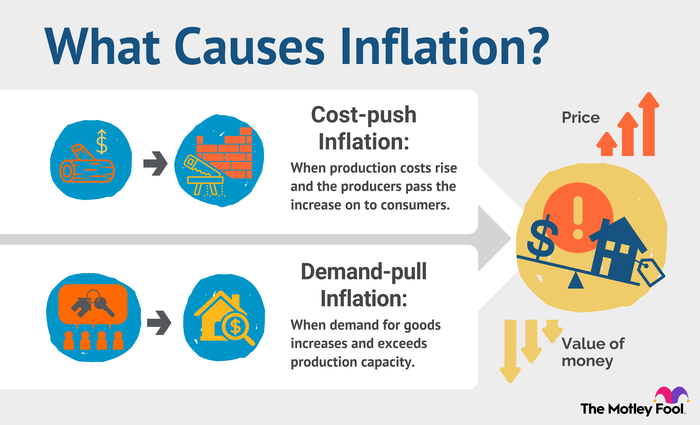 What Causes Inflation?
Cost-push
Inflation:
When production costs rise
and the producers pass the
increase on to consumers.
Demand-pull
Inflation:
When demand for goods
increases and exceeds
production capacity.
Price
$
$
!
$
Value of
money
The Motley Fool.